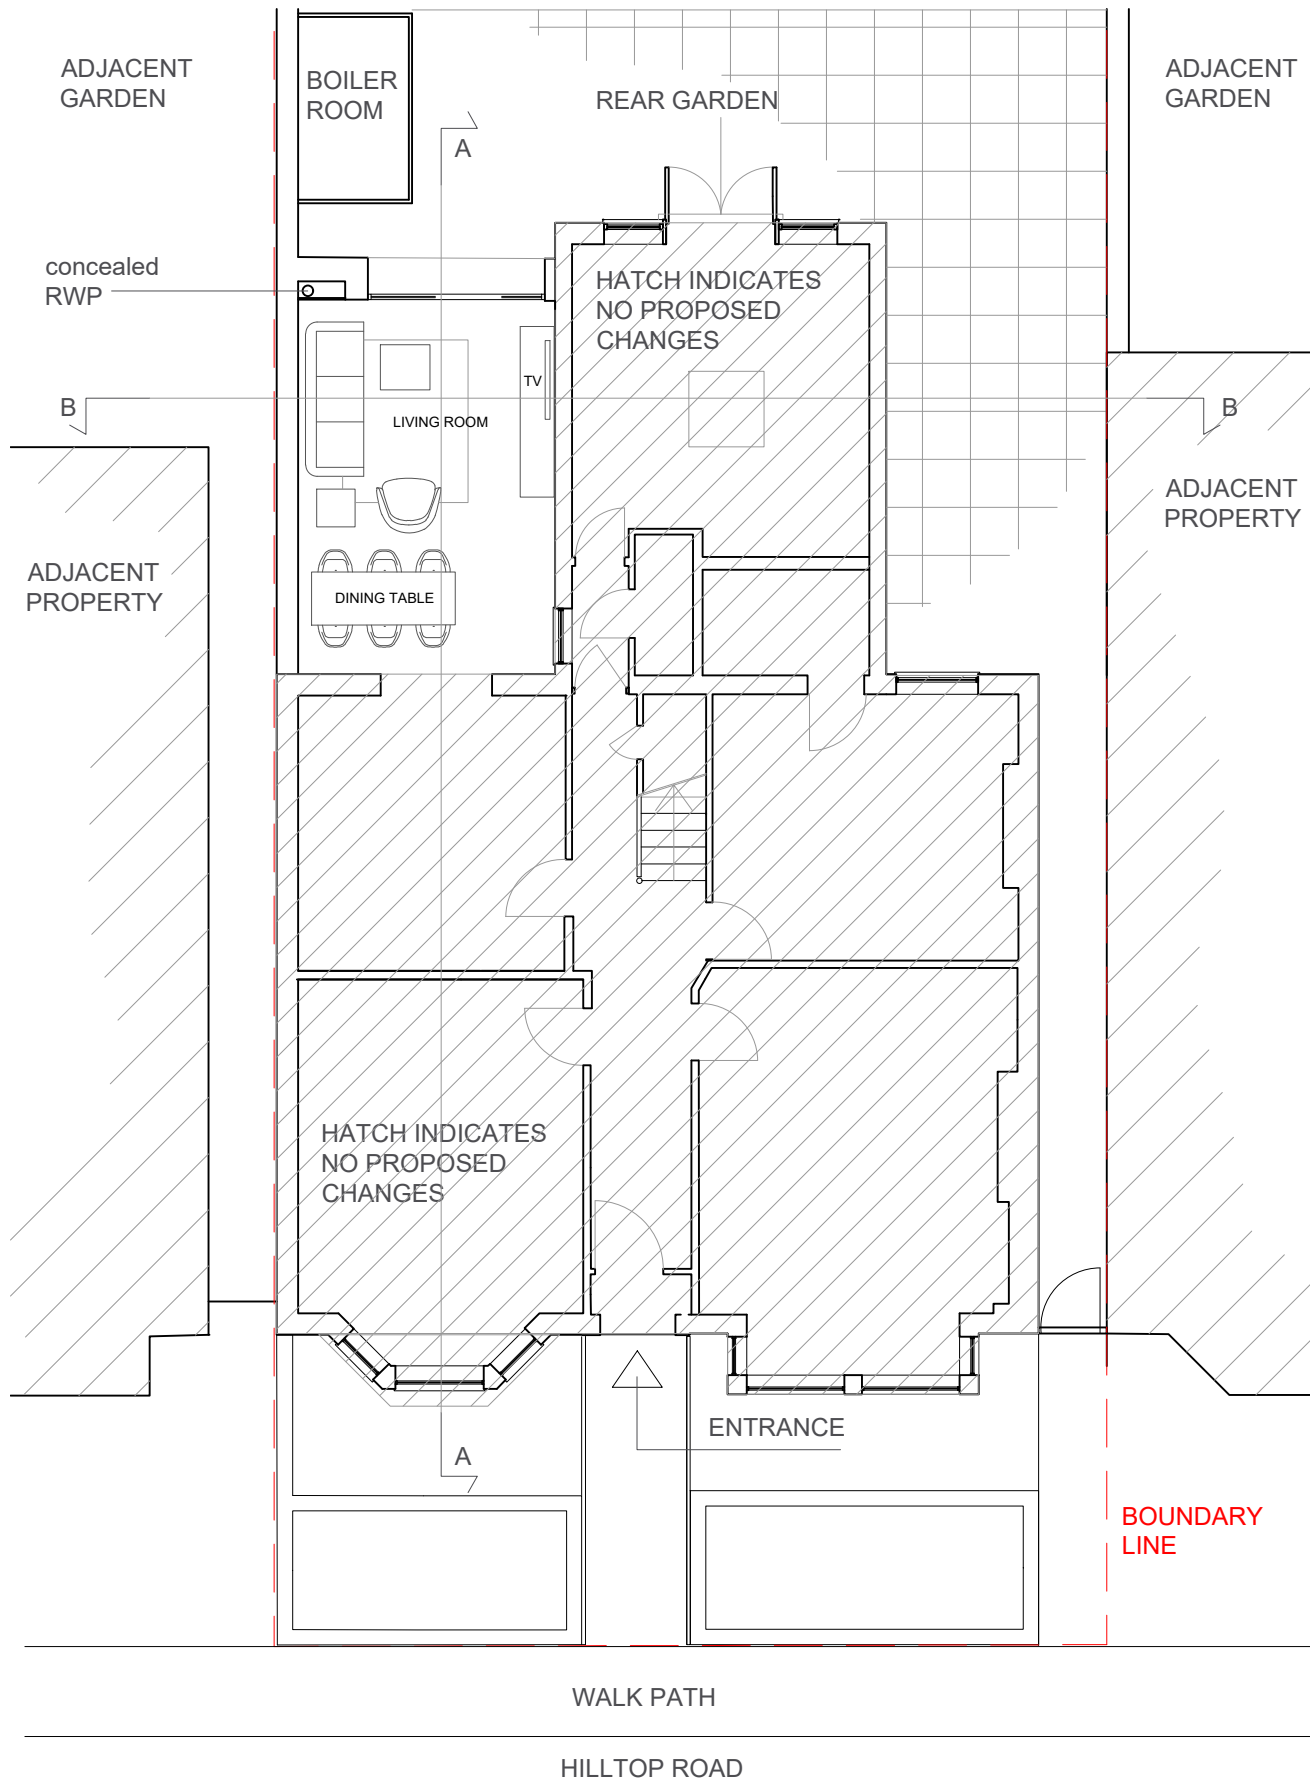 ADJACENT
GARDEN
BOILER
ROOM
REAR GARDEN
ADJACENT
GARDEN
A
concealed
RWP
HATCH INDICATES
NO PROPOSED
CHANGES
TV
B
LIVING ROOM
B
ADJACENT
PROPERTY
ADJACENT
PROPERTY
DINING TABLE
HATCH INDICATES
NO PROPOSED
CHANGES
ENTRANCE
A
BOUNDARY
LINE
WALK PATH
HILLTOP ROAD